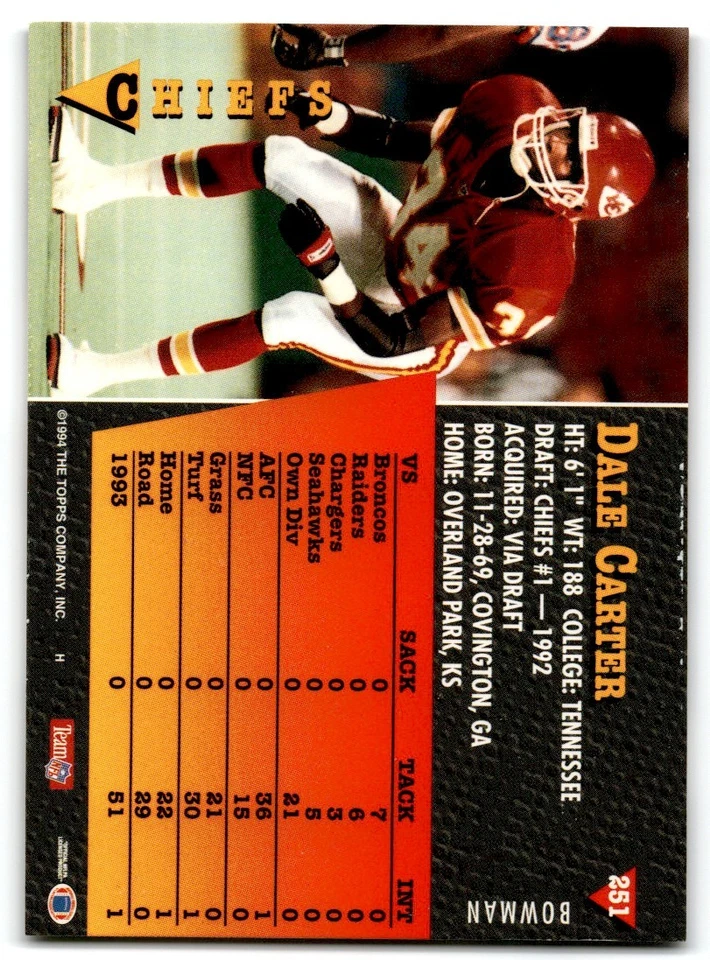 CHIEFS
DALE CARTER
251
BOWMAN
HT: 6' 1" WT: 188 COLLEGE: TENNESSEE
DRAFT: CHIEFS #1 — 1992
ACQUIRED: VIA DRAFT
BORN: 11-28-69, COVINGTON, GA
HOME: OVERLAND PARK, KS
VS SACK TACK INT
Broncos 0 7 0
Raiders 0 6 0
Chargers 0 3 0
Seahawks 0 5 0
Own Div 0 21 0
AFC 0 36 1
NFC 0 15 0
Grass 0 21 0
Turf 0 30 1
Home 0 22 1
Road 0 29 0
1993 0 51 1
©1994 THE TOPPS COMPANY, INC. H
Team NFL